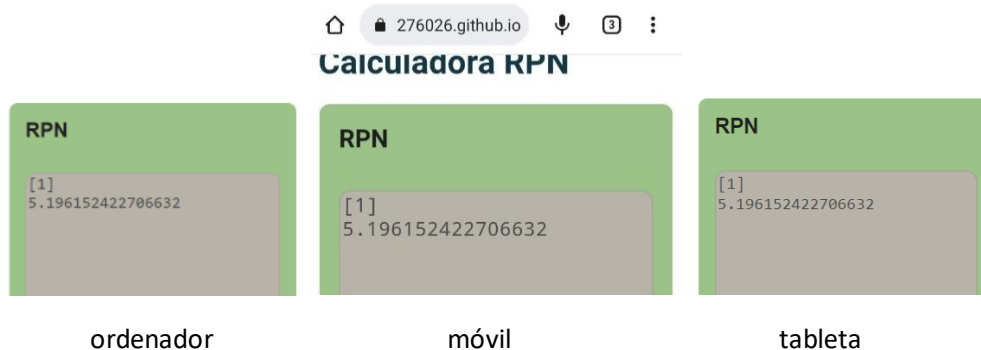 276026.github.io 3
Calculadora RPN
RPN
[1]
5.196152422706632
ordenador
RPN
[1]
5.196152422706632
móvil
RPN
[1]
5.196152422706632
tableta